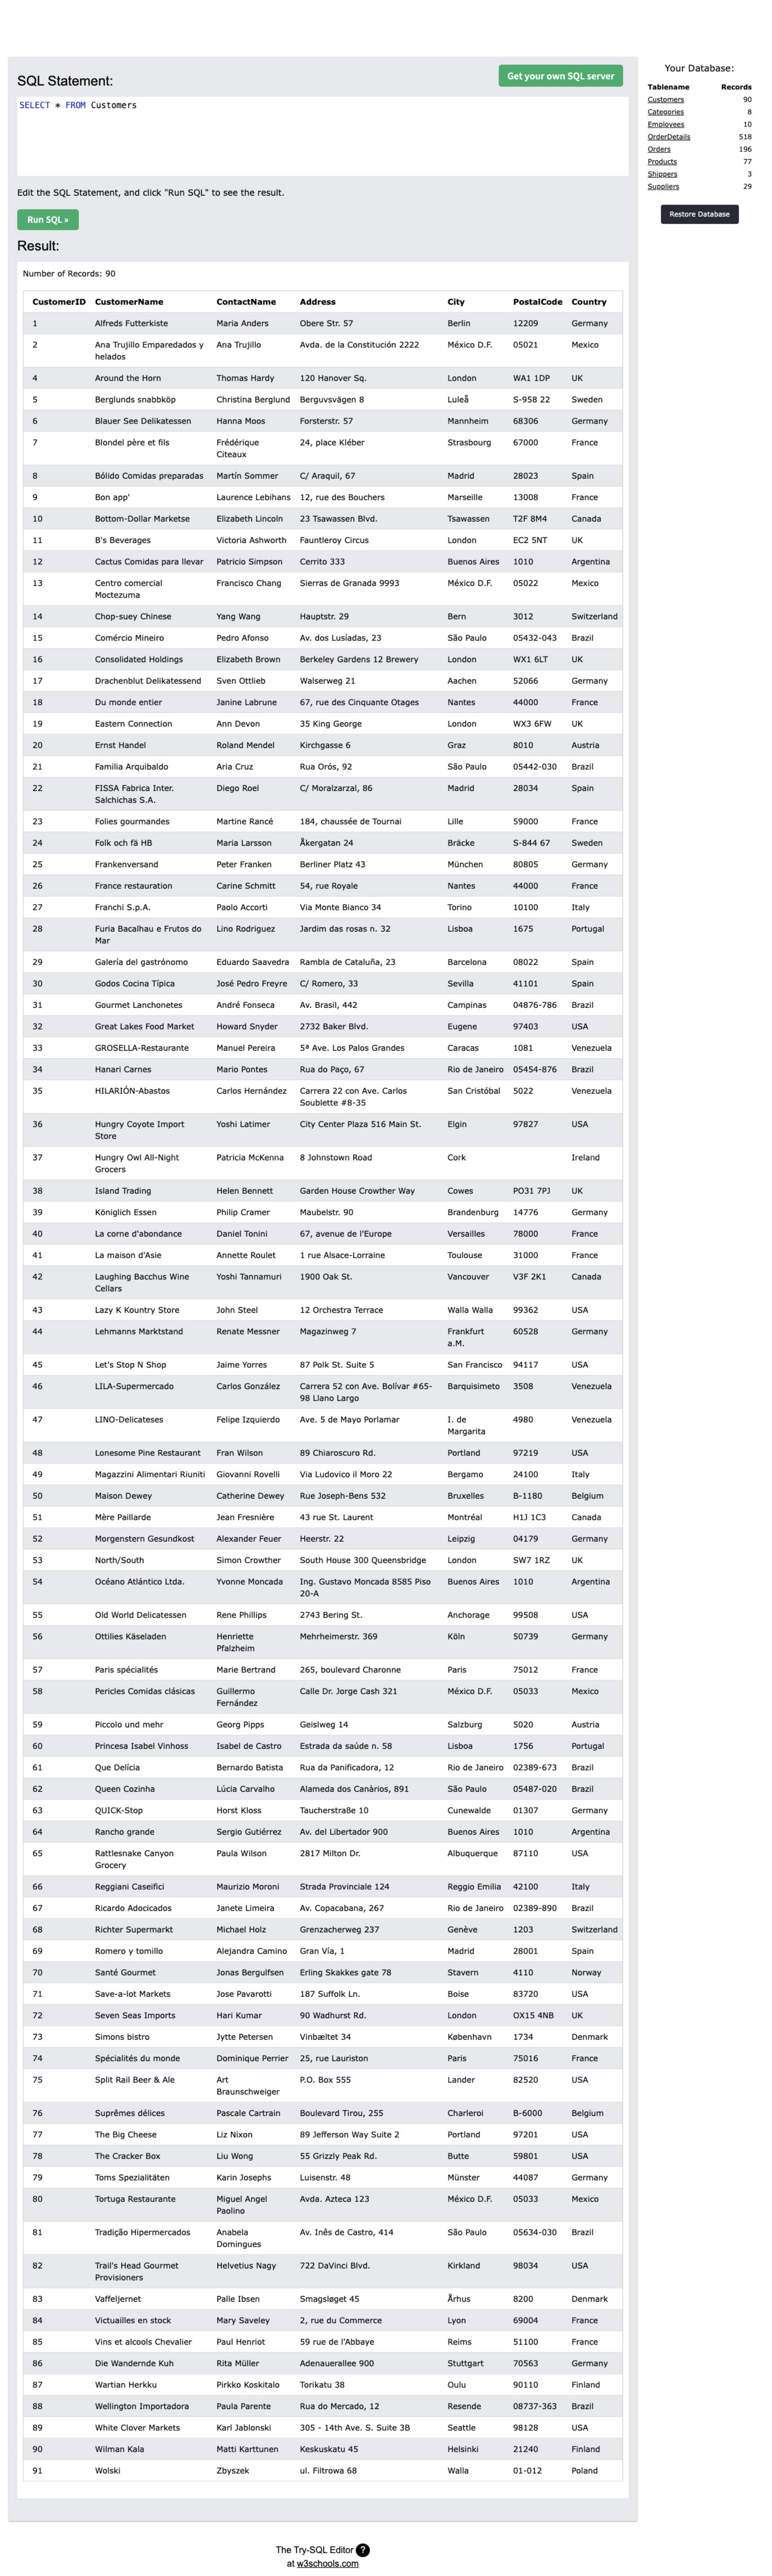 SQL Statement:
Get your own SQL server
SELECT * FROM Customers
Edit the SQL Statement, and click "Run SQL" to see the result.
Run SQL »
Result:
Number of Records: 90
CustomerID CustomerName ContactName Address City PostalCode Country
1 Alfreds Futterkiste Maria Anders Obere Str. 57 Berlin 12209 Germany
2 Ana Trujillo Emparedados y helados Ana Trujillo Avda. de la Constitución 2222 México D.F. 05021 Mexico
4 Around the Horn Thomas Hardy 120 Hanover Sq. London WA1 1DP UK
5 Berglunds snabbköp Christina Berglund Berguvsvägen 8 Luleå S-958 22 Sweden
6 Blauer See Delikatessen Hanna Moos Forsterstr. 57 Mannheim 68306 Germany
7 Blondel père et fils Frédérique Citeaux 24, place Kléber Strasbourg 67000 France
8 Bólido Comidas preparadas Martín Sommer C/ Araquil, 67 Madrid 28023 Spain
9 Bon app' Laurence Lebihans 12, rue des Bouchers Marseille 13008 France
10 Bottom-Dollar Marketse Elizabeth Lincoln 23 Tsawassen Blvd. Tsawassen T2F 8M4 Canada
11 B's Beverages Victoria Ashworth Fauntleroy Circus London EC2 5NT UK
12 Cactus Comidas para llevar Patricio Simpson Cerrito 333 Buenos Aires 1010 Argentina
13 Centro comercial Moctezuma Francisco Chang Sierras de Granada 9993 México D.F. 05022 Mexico
14 Chop-suey Chinese Yang Wang Hauptstr. 29 Bern 3012 Switzerland
15 Comércio Mineiro Pedro Afonso Av. dos Lusíadas, 23 São Paulo 05432-043 Brazil
16 Consolidated Holdings Elizabeth Brown Berkeley Gardens 12 Brewery London WX1 6LT UK
17 Drachenblut Delikatessend Sven Ottlieb Walserweg 21 Aachen 52066 Germany
18 Du monde entier Janine Labrune 67, rue des Cinquante Otages Nantes 44000 France
19 Eastern Connection Ann Devon 35 King George London WX3 6FW UK
20 Ernst Handel Roland Mendel Kirchgasse 6 Graz 8010 Austria
21 Familia Arquibaldo Aria Cruz Rua Orós, 92 São Paulo 05442-030 Brazil
22 FISSA Fabrica Inter. Salchichas S.A. Diego Roel C/ Moralzarzal, 86 Madrid 28034 Spain
23 Folies gourmandes Martine Rancé 184, chaussée de Tournai Lille 59000 France
24 Folk och fä HB Maria Larsson Åkergatan 24 Bräcke S-844 67 Sweden
25 Frankenversand Peter Franken Berliner Platz 43 München 80805 Germany
26 France restauration Carine Schmitt 54, rue Royale Nantes 44000 France
27 Franchi S.p.A. Paolo Accorti Via Monte Bianco 34 Torino 10100 Italy
28 Furia Bacalhau e Frutos do Mar Lino Rodriguez Jardim das rosas n. 32 Lisboa 1675 Portugal
29 Galería del gastrónomo Eduardo Saavedra Rambla de Cataluña, 23 Barcelona 08022 Spain
30 Godos Cocina Típica José Pedro Freyre C/ Romero, 33 Sevilla 41101 Spain
31 Gourmet Lanchonetes André Fonseca Av. Brasil, 442 Campinas 04876-786 Brazil
32 Great Lakes Food Market Howard Snyder 2732 Baker Blvd. Eugene 97403 USA
33 GROSELLA-Restaurante Manuel Pereira 5ª Ave. Los Palos Grandes Caracas 1081 Venezuela
34 Hanari Carnes Mario Pontes Rua do Paço, 67 Rio de Janeiro 05454-876 Brazil
35 HILARIÓN-Abastos Carlos Hernández Carrera 22 con Ave. Carlos Soublette #8-35 San Cristóbal 5022 Venezuela
36 Hungry Coyote Import Store Yoshi Latimer City Center Plaza 516 Main St. Elgin 97827 USA
37 Hungry Owl All-Night Grocers Patricia McKenna 8 Johnstown Road Cork Ireland
38 Island Trading Helen Bennett Garden House Crowther Way Cowes PO31 7PJ UK
39 Königlich Essen Philip Cramer Maubelstr. 90 Brandenburg 14776 Germany
40 La corne d'abondance Daniel Tonini 67, avenue de l'Europe Versailles 78000 France
41 La maison d'Asie Annette Roulet 1 rue Alsace-Lorraine Toulouse 31000 France
42 Laughing Bacchus Wine Cellars Yoshi Tannamuri 1900 Oak St. Vancouver V3F 2K1 Canada
43 Lazy K Kountry Store John Steel 12 Orchestra Terrace Walla Walla 99362 USA
44 Lehmanns Marktstand Renate Messner Magazinweg 7 Frankfurt a.M. 60528 Germany
45 Let's Stop N Shop Jaime Yorres 87 Polk St. Suite 5 San Francisco 94117 USA
46 LILA-Supermercado Carlos González Carrera 52 con Ave. Bolívar #65-98 Llano Largo Barquisimeto 3508 Venezuela
47 LINO-Delicateses Felipe Izquierdo Ave. 5 de Mayo Porlamar I. de Margarita 4980 Venezuela
48 Lonesome Pine Restaurant Fran Wilson 89 Chiaroscuro Rd. Portland 97219 USA
49 Magazzini Alimentari Riuniti Giovanni Rovelli Via Ludovico il Moro 22 Bergamo 24100 Italy
50 Maison Dewey Catherine Dewey Rue Joseph-Bens 532 Bruxelles B-1180 Belgium
51 Mère Paillarde Jean Fresnière 43 rue St. Laurent Montréal H1J 1C3 Canada
52 Morgenstern Gesundkost Alexander Feuer Heerstr. 22 Leipzig 04179 Germany
53 North/South Simon Crowther South House 300 Queensbridge London SW7 1RZ UK
54 Océano Atlántico Ltda. Yvonne Moncada Ing. Gustavo Moncada 8585 Piso 20-A Buenos Aires 1010 Argentina
55 Old World Delicatessen Rene Phillips 2743 Bering St. Anchorage 99508 USA
56 Ottilies Käseladen Henriette Pfalzheim Mehrheimerstr. 369 Köln 50739 Germany
57 Paris spécialités Marie Bertrand 265, boulevard Charonne Paris 75012 France
58 Pericles Comidas clásicas Guillermo Fernández Calle Dr. Jorge Cash 321 México D.F. 05033 Mexico
59 Piccolo und mehr Georg Pipps Geislweg 14 Salzburg 5020 Austria
60 Princesa Isabel Vinhoss Isabel de Castro Estrada da saúde n. 58 Lisboa 1756 Portugal
61 Que Delícia Bernardo Batista Rua da Panificadora, 12 Rio de Janeiro 02389-673 Brazil
62 Queen Cozinha Lúcia Carvalho Alameda dos Canàrios, 891 São Paulo 05487-020 Brazil
63 QUICK-Stop Horst Kloss Taucherstraße 10 Cunewalde 01307 Germany
64 Rancho grande Sergio Gutiérrez Av. del Libertador 900 Buenos Aires 1010 Argentina
65 Rattlesnake Canyon Grocery Paula Wilson 2817 Milton Dr. Albuquerque 87110 USA
66 Reggiani Caseifici Maurizio Moroni Strada Provinciale 124 Reggio Emilia 42100 Italy
67 Ricardo Adocicados Janete Limeira Av. Copacabana, 267 Rio de Janeiro 02389-890 Brazil
68 Richter Supermarkt Michael Holz Grenzacherweg 237 Genève 1203 Switzerland
69 Romero y tomillo Alejandra Camino Gran Vía, 1 Madrid 28001 Spain
70 Santé Gourmet Jonas Bergulfsen Erling Skakkes gate 78 Stavern 4110 Norway
71 Save-a-lot Markets Jose Pavarotti 187 Suffolk Ln. Boise 83720 USA
72 Seven Seas Imports Hari Kumar 90 Wadhurst Rd. London OX15 4NB UK
73 Simons bistro Jytte Petersen Vinbæltet 34 København 1734 Denmark
74 Spécialités du monde Dominique Perrier 25, rue Lauriston Paris 75016 France
75 Split Rail Beer & Ale Art Braunschweiger P.O. Box 555 Lander 82520 USA
76 Suprêmes délices Pascale Cartrain Boulevard Tirou, 255 Charleroi B-6000 Belgium
77 The Big Cheese Liz Nixon 89 Jefferson Way Suite 2 Portland 97201 USA
78 The Cracker Box Liu Wong 55 Grizzly Peak Rd. Butte 59801 USA
79 Toms Spezialitäten Karin Josephs Luisenstr. 48 Münster 44087 Germany
80 Tortuga Restaurante Miguel Angel Paolino Avda. Azteca 123 México D.F. 05033 Mexico
81 Tradição Hipermercados Anabela Domingues Av. Inês de Castro, 414 São Paulo 05634-030 Brazil
82 Trail's Head Gourmet Provisioners Helvetius Nagy 722 DaVinci Blvd. Kirkland 98034 USA
83 Vaffeljernet Palle Ibsen Smagsløget 45 Århus 8200 Denmark
84 Victuailles en stock Mary Saveley 2, rue du Commerce Lyon 69004 France
85 Vins et alcools Chevalier Paul Henriot 59 rue de l'Abbaye Reims 51100 France
86 Die Wandernde Kuh Rita Müller Adenauerallee 900 Stuttgart 70563 Germany
87 Wartian Herkku Pirkko Koskitalo Torikatu 38 Oulu 90110 Finland
88 Wellington Importadora Paula Parente Rua do Mercado, 12 Resende 08737-363 Brazil
89 White Clover Markets Karl Jablonski 305 - 14th Ave. S. Suite 3B Seattle 98128 USA
90 Wilman Kala Matti Karttunen Keskuskatu 45 Helsinki 21240 Finland
91 Wolski Zbyszek ul. Filtrowa 68 Walla 01-012 Poland
Your Database:
Tablename Records
Customers 90
Categories 8
Employees 10
OrderDetails 518
Orders 196
Products 77
Shippers 3
Suppliers 29
Restore Database
The Try-SQL Editor ?
at w3schools.com